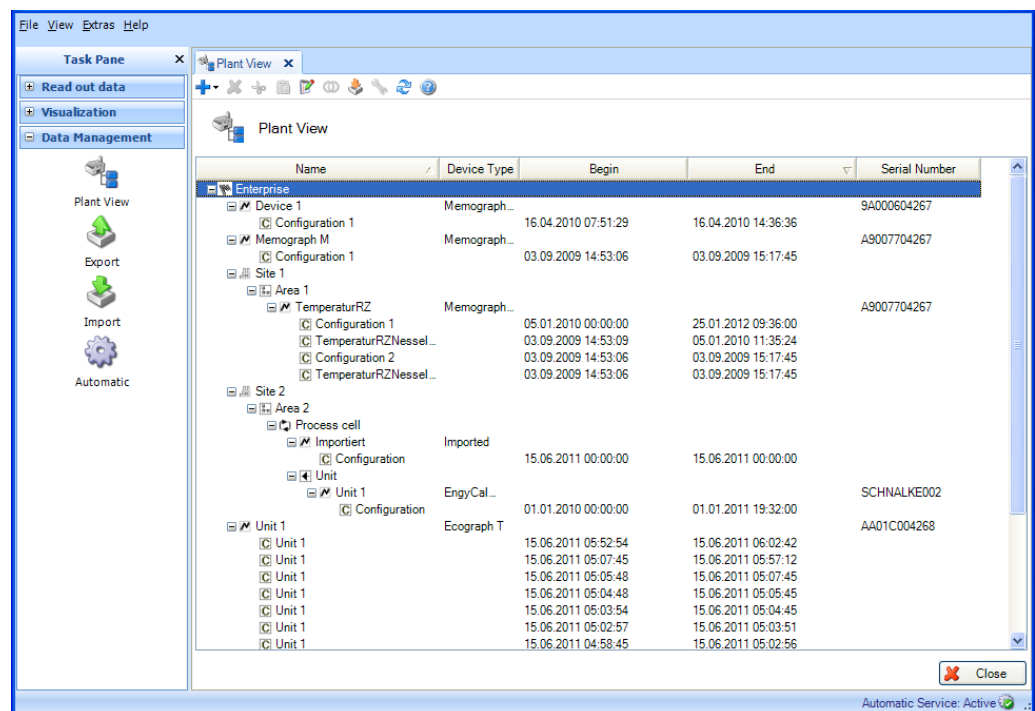 File View Extras Help
Task Pane
Plant View
Read out data
Visualization
Data Management
Plant View
Export
Import
Automatic
Plant View
Name Device Type Begin End Serial Number
Enterprise
Device 1 Memograph... 9A000604267
Configuration 1 16.04.2010 07:51:29 16.04.2010 14:36:36
Memograph M Memograph... A9007704267
Configuration 1 03.09.2009 14:53:06 03.09.2009 15:17:45
Site 1
Area 1
TemperaturRZ Memograph... A9007704267
Configuration 1 05.01.2010 00:00:00 25.01.2012 09:36:00
TemperaturRZNessel... 03.09.2009 14:53:09 05.01.2010 11:35:24
Configuration 2 03.09.2009 14:53:06 03.09.2009 15:17:45
TemperaturRZNessel... 03.09.2009 14:53:06 03.09.2009 15:17:45
Site 2
Area 2
Process cell
Importiert Imported
Configuration 15.06.2011 00:00:00 15.06.2011 00:00:00
Unit
Unit 1 EngyCal... SCHNALKE002
Configuration 01.01.2010 00:00:00 01.01.2011 19:32:00
Unit 1 Ecograph T AA01C004268
Unit 1 15.06.2011 05:52:54 15.06.2011 06:02:42
Unit 1 15.06.2011 05:07:45 15.06.2011 05:57:12
Unit 1 15.06.2011 05:05:48 15.06.2011 05:07:45
Unit 1 15.06.2011 05:04:48 15.06.2011 05:05:45
Unit 1 15.06.2011 05:03:54 15.06.2011 05:04:45
Unit 1 15.06.2011 05:02:57 15.06.2011 05:03:51
Unit 1 15.06.2011 04:58:45 15.06.2011 05:02:56
Close
Automatic Service: Active